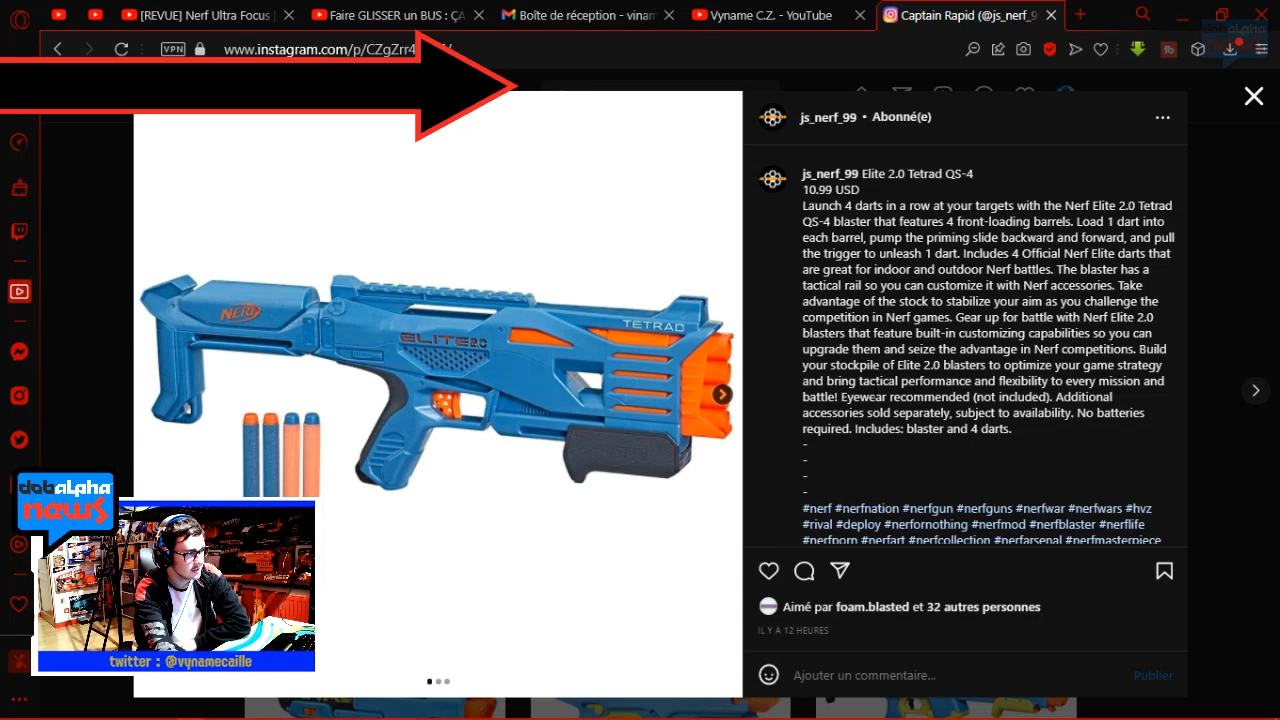 [REVUE] Nerf Ultra Focus
Faire GLISSER un BUS : ÇA
Boîte de réception - vinam
Vyname C.Z. - YouTube
Captain Rapid (@js_nerf_9
VPN
www.instagram.com/p/CZgZrr4
js_nerf_99 • Abonné(e)
js_nerf_99 Elite 2.0 Tetrad QS-4
10.99 USD
Launch 4 darts in a row at your targets with the Nerf Elite 2.0 Tetrad
QS-4 blaster that features 4 front-loading barrels. Load 1 dart into
each barrel, pump the priming slide backward and forward, and pull
the trigger to unleash 1 dart. Includes 4 Official Nerf Elite darts that
are great for indoor and outdoor Nerf battles. The blaster has a
tactical rail so you can customize it with Nerf accessories. Take
advantage of the stock to stabilize your aim as you challenge the
competition in Nerf games. Gear up for battle with Nerf Elite 2.0
blasters that feature built-in customizing capabilities so you can
upgrade them and seize the advantage in Nerf competitions. Build
your stockpile of Elite 2.0 blasters to optimize your game strategy
and bring tactical performance and flexibility to every mission and
battle! Eyewear recommended (not included). Additional
accessories sold separately, subject to availability. No batteries
required. Includes: blaster and 4 darts.
-
-
-
-
#nerf #nerfnation #nerfgun #nerfguns #nerfwar #nerfwars #hvz
#rival #deploy #nerfornothing #nerfmod #nerfblaster #nerflife
#nerfporn #nerfart #nerfcollection #nerfarsenal #nerfmasterpiece
Aimé par foam.blasted et 32 autres personnes
IL Y A 12 HEURES
Ajouter un commentaire...
Publier
NERF
ELITE 2.0
TETRAD
dobalpha
news
twitter : @vynamecaille